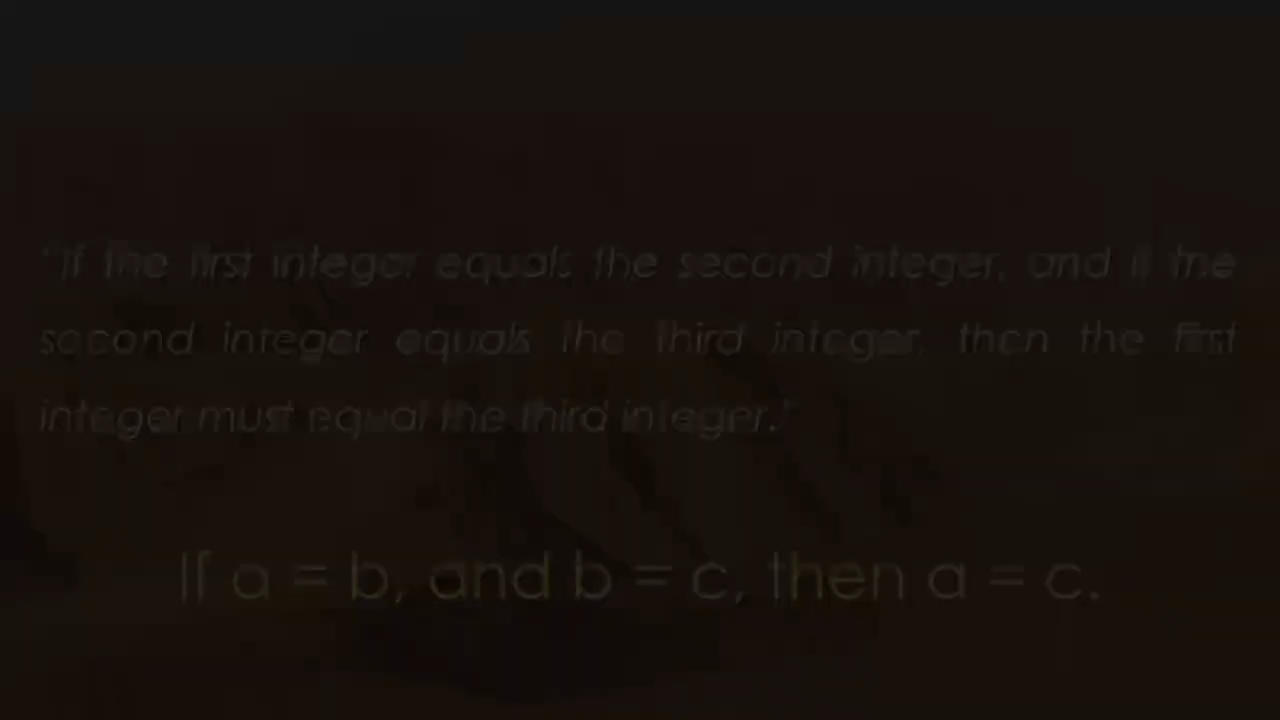 "If the first integer equals the second integer, and if the
second integer equals the third integer, then the first
integer must equal the third integer."
If a = b, and b = c, then a = c.